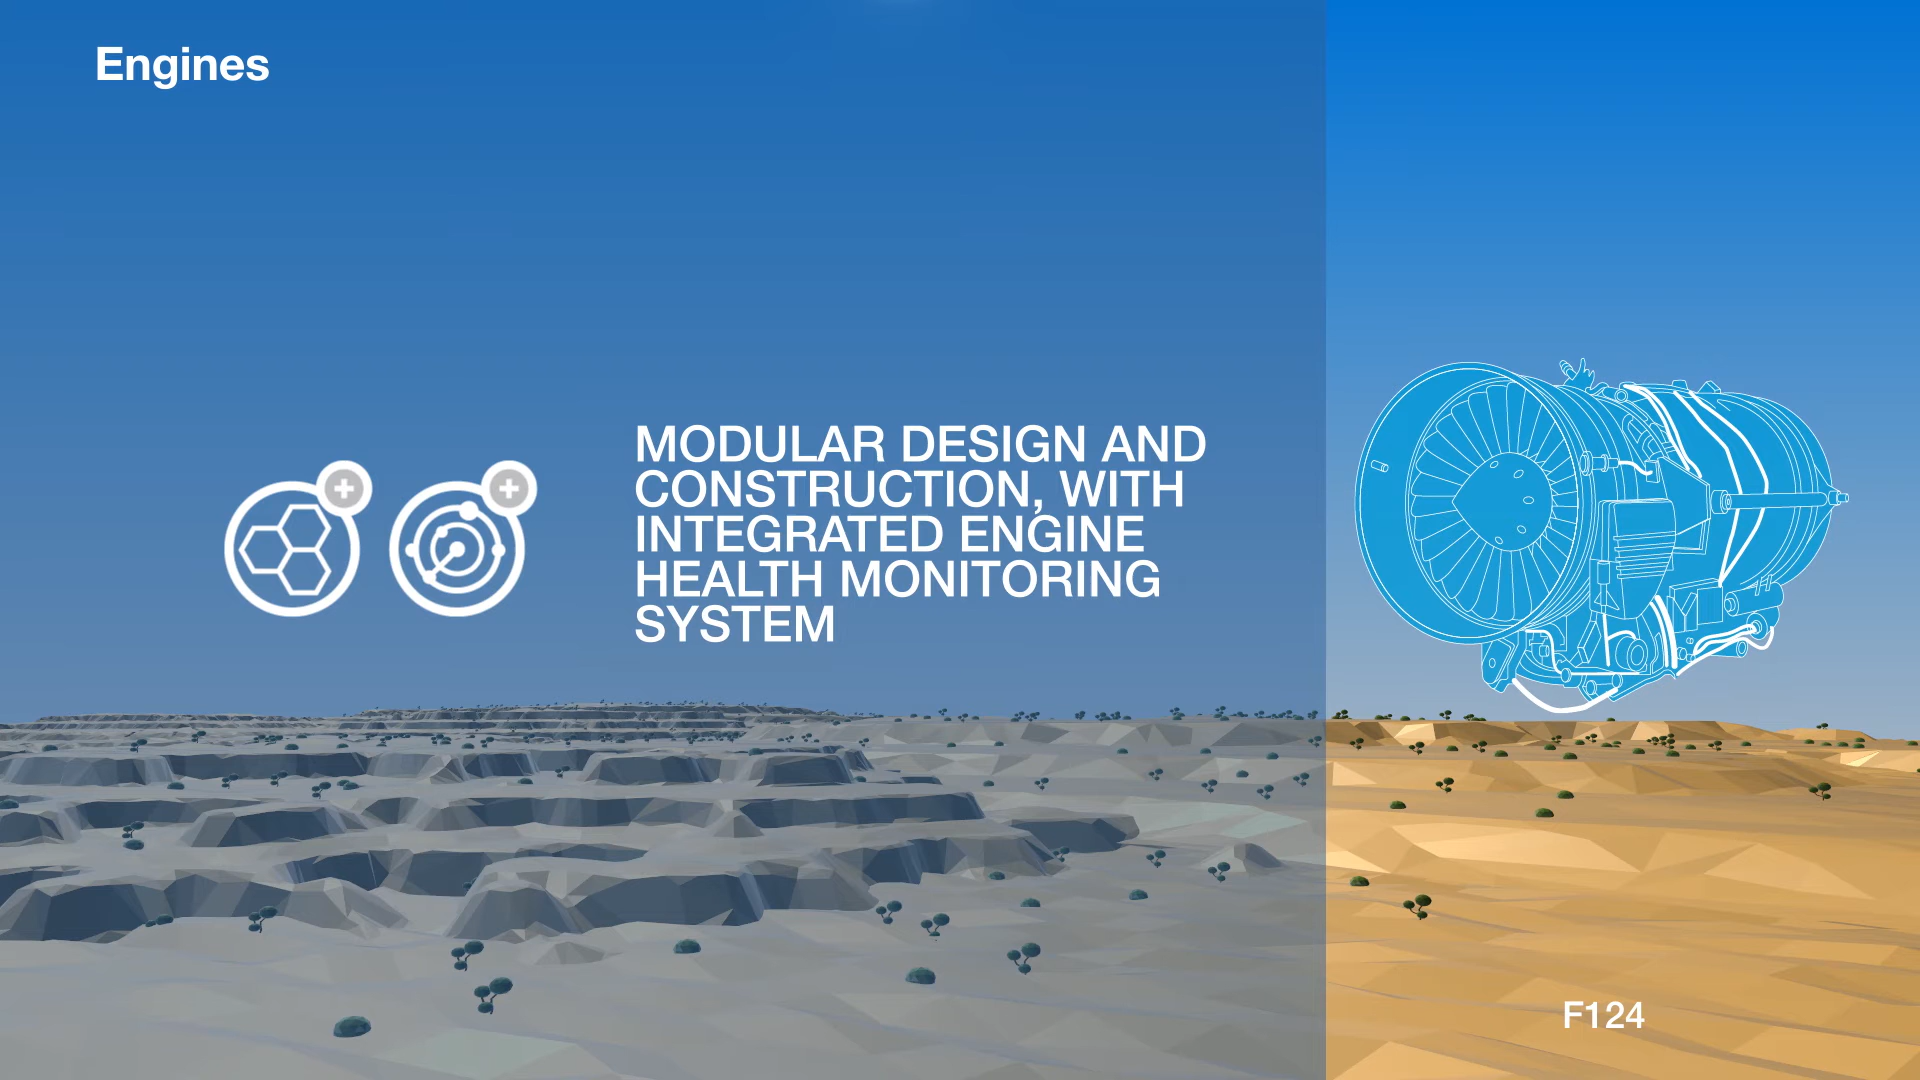 Engines
MODULAR DESIGN AND
CONSTRUCTION, WITH
INTEGRATED ENGINE
HEALTH MONITORING
SYSTEM
F124